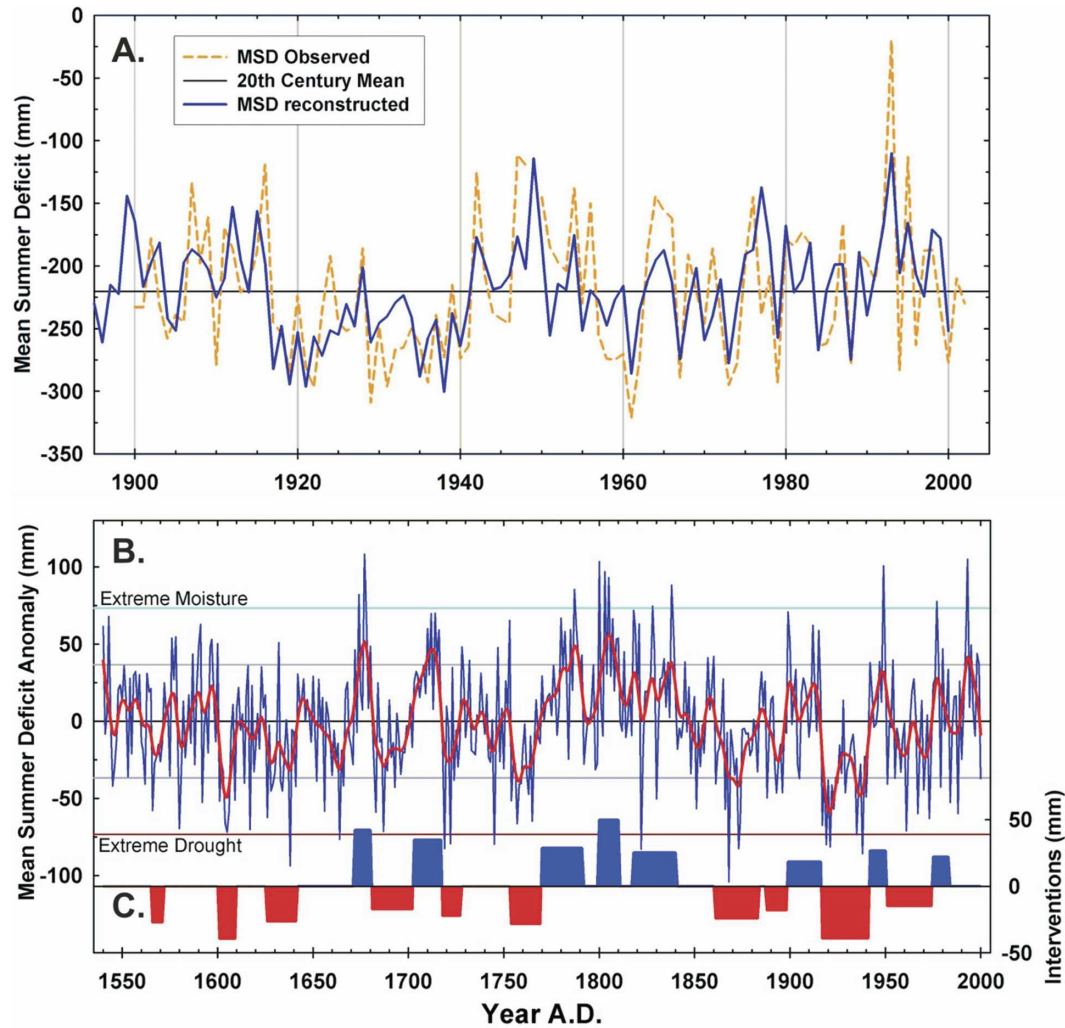 A.
MSD Observed
20th Century Mean
MSD reconstructed
Mean Summer Deficit (mm)
0
-50
-100
-150
-200
-250
-300
-350
1900 1920 1940 1960 1980 2000
B.
Mean Summer Deficit Anomaly (mm)
100
50
0
-50
-100
Extreme Moisture
Extreme Drought
C.
50
0
-50
Interventions (mm)
1550 1600 1650 1700 1750 1800 1850 1900 1950 2000
Year A.D.